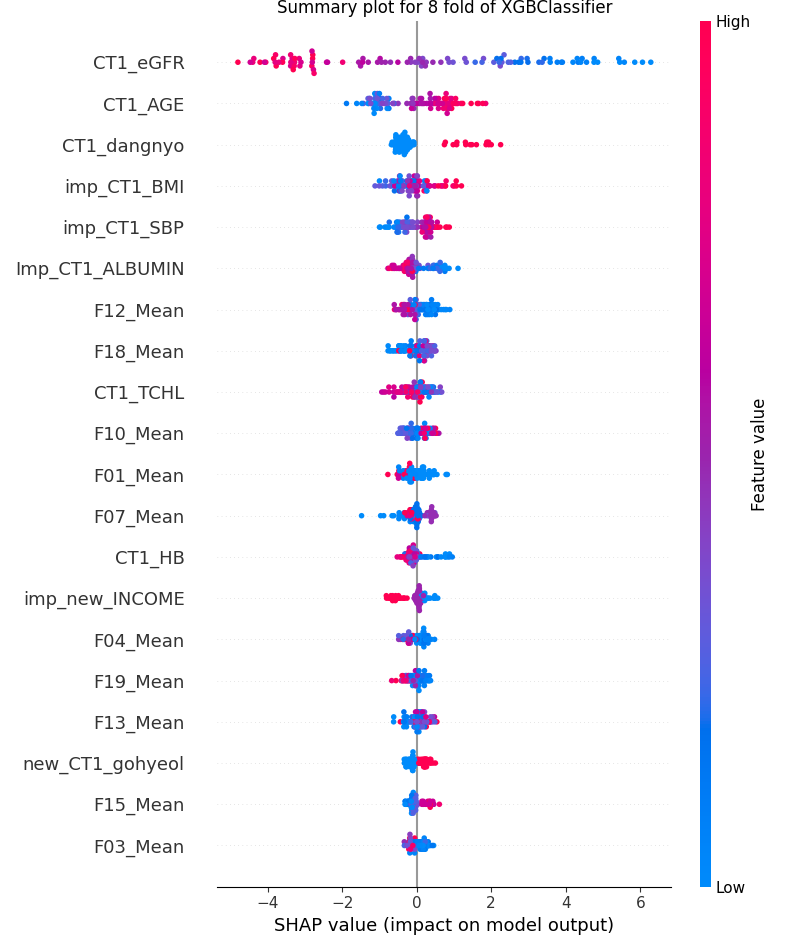 Summary plot for 8 fold of XGBClassifier
High
CT1_eGFR
CT1_AGE
CT1_dangnyo
imp_CT1_BMI
imp_CT1_SBP
Imp_CT1_ALBUMIN
F12_Mean
F18_Mean
CT1_TCHL
F10_Mean
F01_Mean
F07_Mean
CT1_HB
imp_new_INCOME
F04_Mean
F19_Mean
F13_Mean
new_CT1_gohyeol
F15_Mean
F03_Mean
Feature value
Low
−4 −2 0 2 4 6
SHAP value (impact on model output)